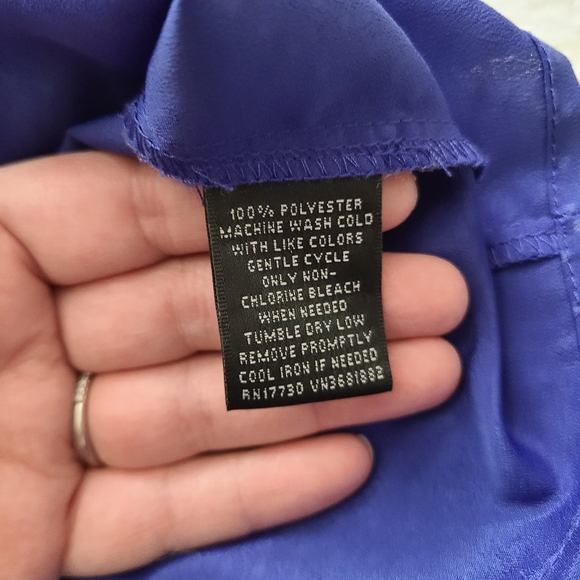 100% POLYESTER
MACHINE WASH COLD
WITH LIKE COLORS
GENTLE CYCLE
ONLY NON-
CHLORINE BLEACH
WHEN NEEDED
TUMBLE DRY LOW
REMOVE PROMPTLY
COOL IRON IF NEEDED
RN17730 VN3681882